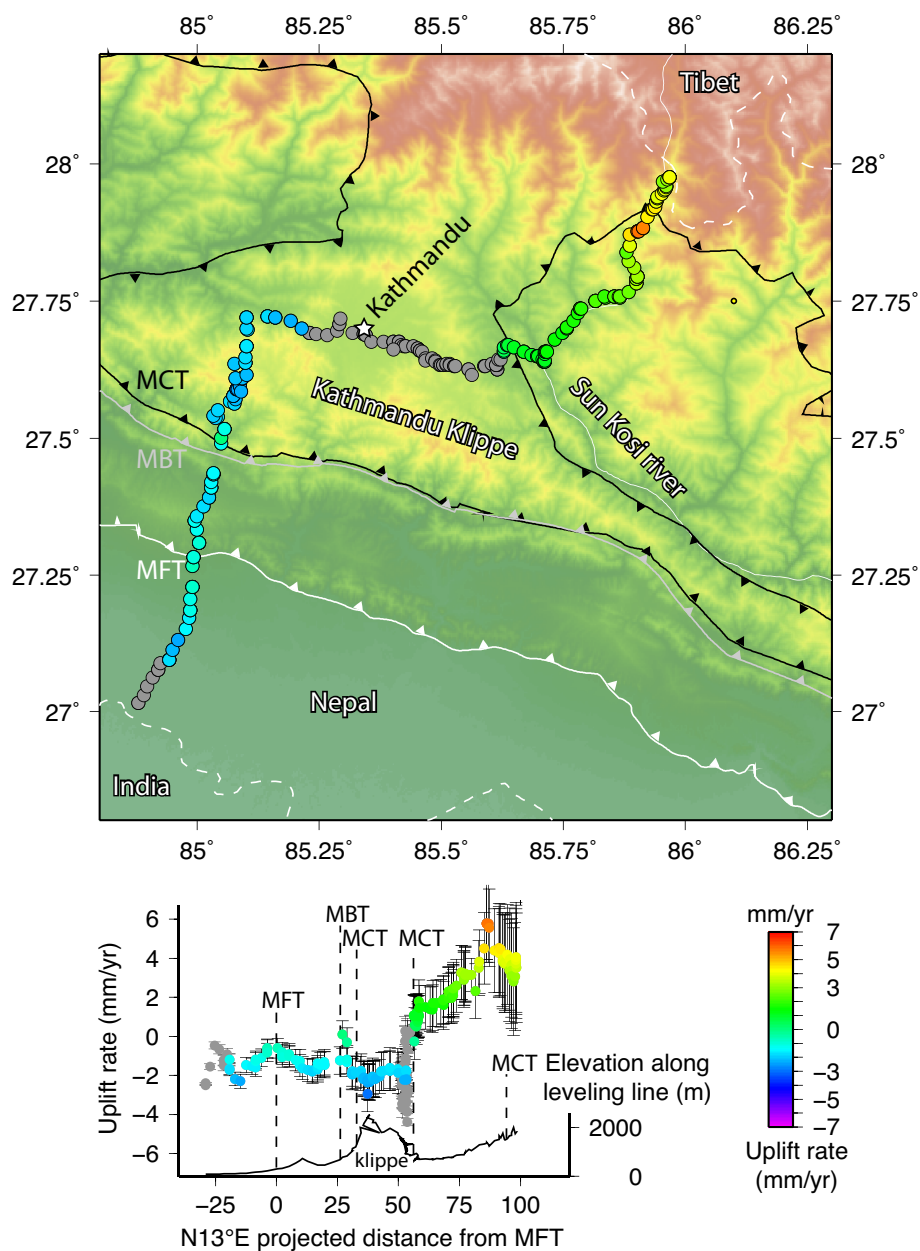 85 85.25° 85.5° 85.75° 86 86.25°
Tibet
28° 28°
Kathmandu
27.75° 27.75°
MCT
Kathmandu Klippe
Sun Kosi river
27.5° 27.5°
MBT
MFT
27.25° 27.25°
Nepal
27° 27°
India
85° 85.25° 85.5° 85.75° 86° 86.25°
mm/yr
6
4
2
0
−2
−4
−6
Uplift rate (mm/yr)
MBT
MCT MCT
MFT
MCT Elevation along
leveling line (m)
2000
0
klippe
−25 0 25 50 75 100
N13°E projected distance from MFT
7
5
3
0
−3
−5
−7
Uplift rate
(mm/yr)